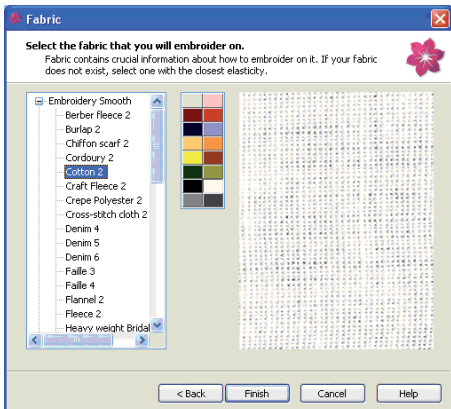 Fabric
Select the fabric that you will embroider on.
Fabric contains crucial information about how to embroider on it. If your fabric
does not exist, select one with the closest elasticity.
Embroidery Smooth
Berber fleece 2
Burlap 2
Chiffon scarf 2
Cordoury 2
Cotton 2
Craft Fleece 2
Crepe Polyester 2
Cross-stitch cloth 2
Denim 4
Denim 5
Denim 6
Faille 3
Faille 4
Flannel 2
Fleece 2
Heavy weight Bridal
< Back
Finish
Cancel
Help